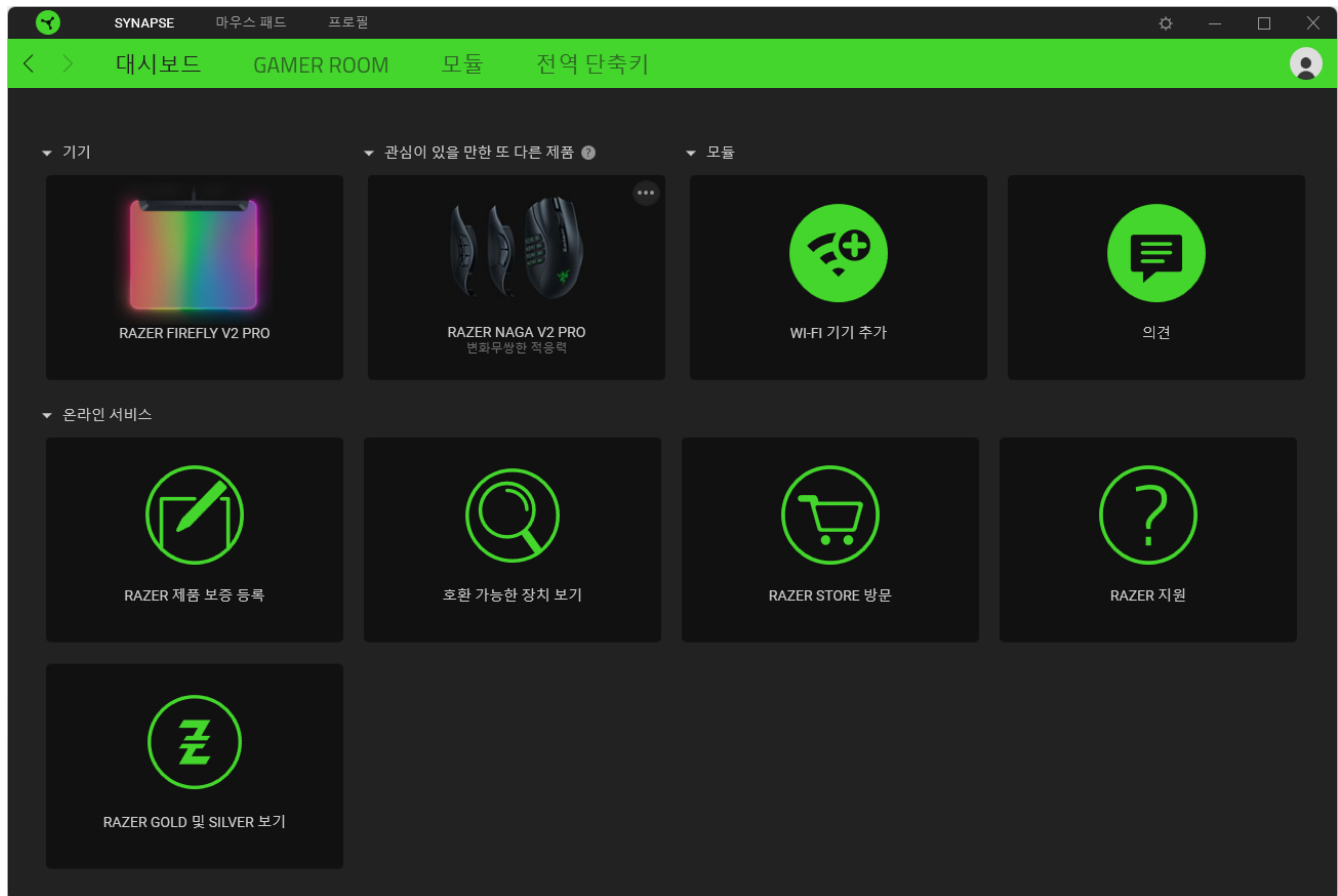 SYNAPSE 마우스 패드 프로필
대시보드 GAMER ROOM 모듈 전역 단축키
기기
관심이 있을 만한 또 다른 제품 ?
모듈
RAZER FIREFLY V2 PRO
RAZER NAGA V2 PRO
변화무쌍한 적응력
WI-FI 기기 추가
의견
온라인 서비스
RAZER 제품 보증 등록
호환 가능한 장치 보기
RAZER STORE 방문
RAZER 지원
RAZER GOLD 및 SILVER 보기